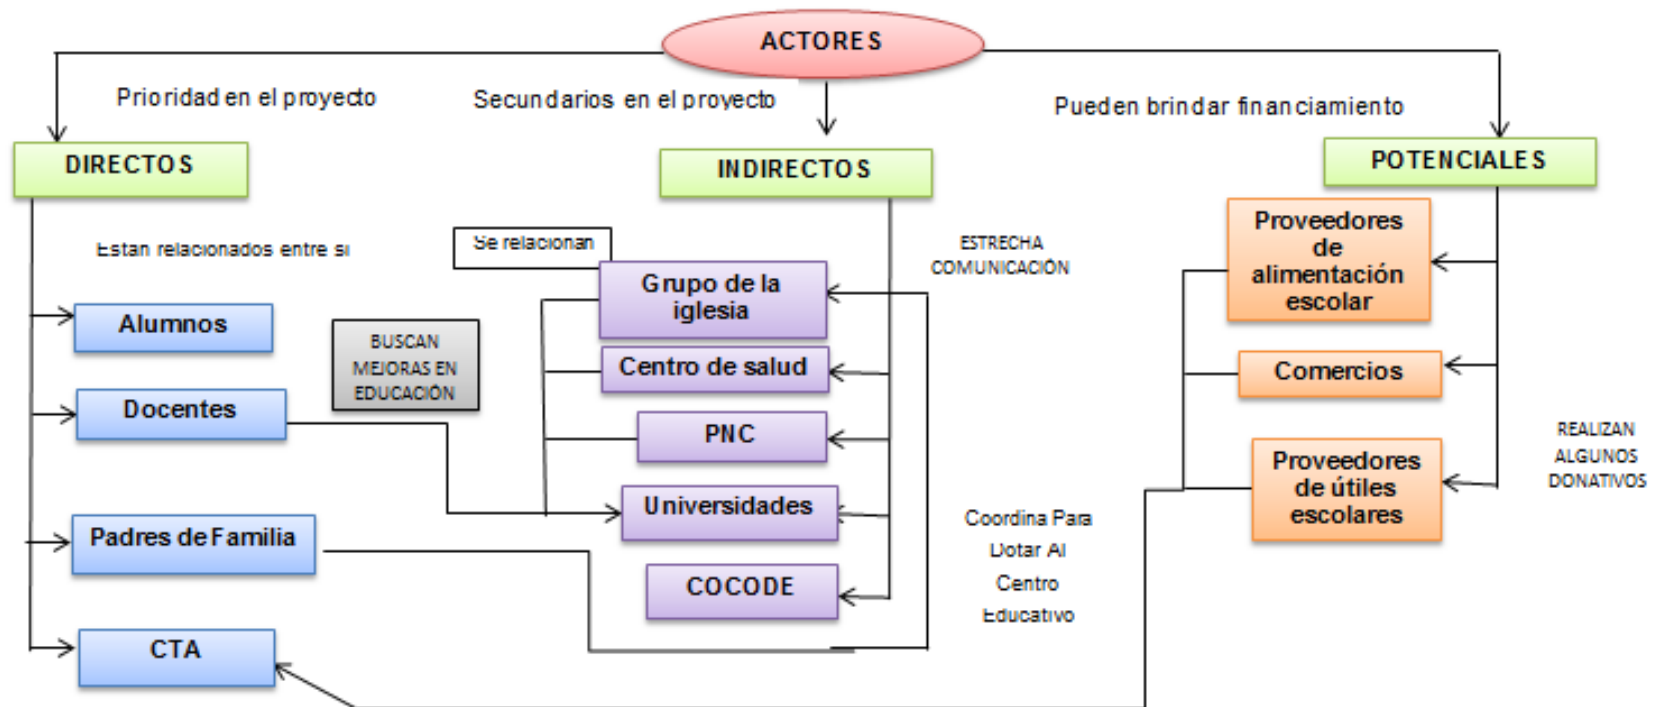 ACTORES
Prioridad en el proyecto
Secundarios en el proyecto
Pueden brindar financiamiento
DIRECTOS
INDIRECTOS
POTENCIALES
Estan relacionados entre si
Alumnos
Docentes
Padres de Familia
CTA
BUSCAN
MEJORAS EN
EDUCACIÓN
Se relacionan
Grupo de la
iglesia
Centro de salud
PNC
Universidades
COCODE
ESTRECHA
COMUNICACIÓN
Coordina Para
Dotar Al
Centro
Educativo
Proveedores
de
alimentación
escolar
Comercios
Proveedores
de útiles
escolares
REALIZAN
ALGUNOS
DONATIVOS